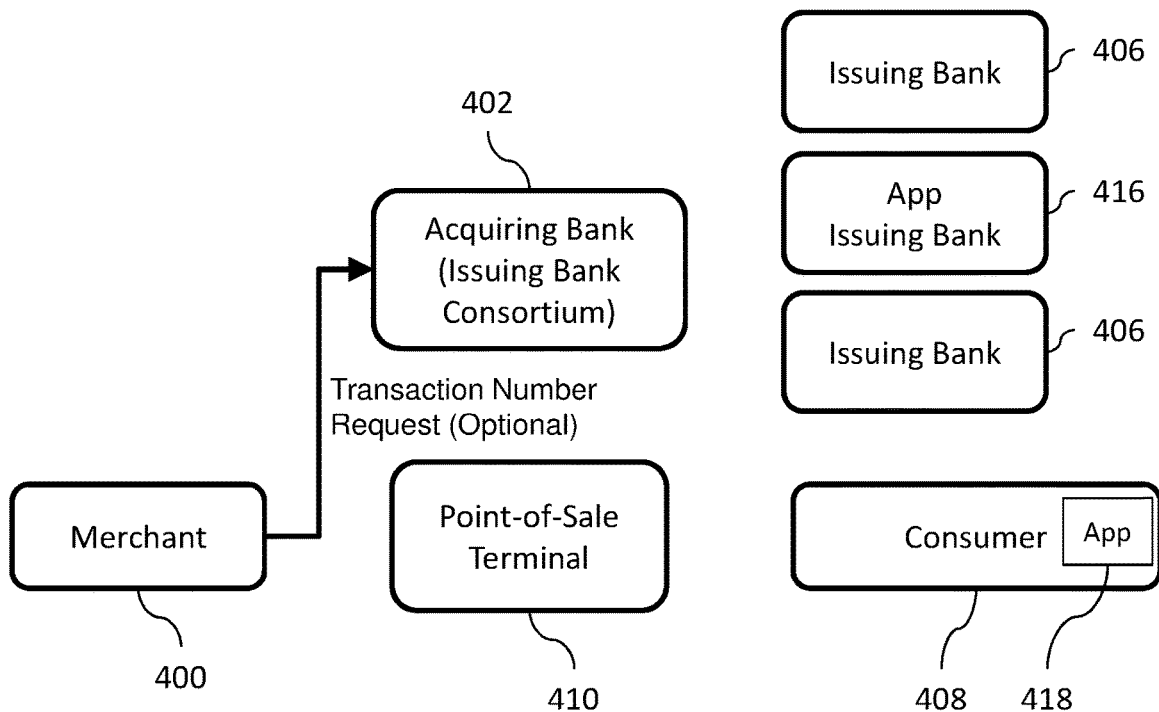 Issuing Bank
406
402
App
Issuing Bank
416
Acquiring Bank
(Issuing Bank
Consortium)
Issuing Bank
406
Transaction Number
Request (Optional)
Merchant
Point-of-Sale
Terminal
Consumer
App
400
410
408
418